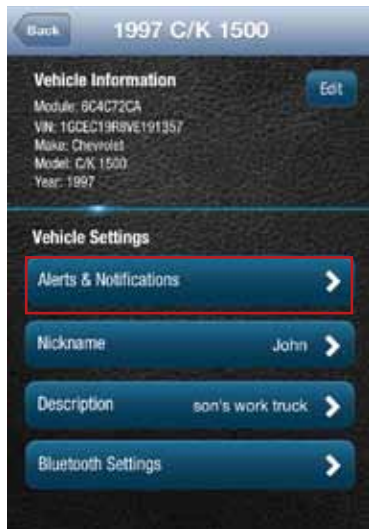 Back 1997 C/K 1500
Vehicle Information
Edit
Module: 6C4C72CA
VIN: 1GCEC19R8VE191357
Make: Chevrolet
Model: C/K 1500
Year: 1997
Vehicle Settings
Alerts & Notifications
Nickname John
Description son's work truck
Bluetooth Settings